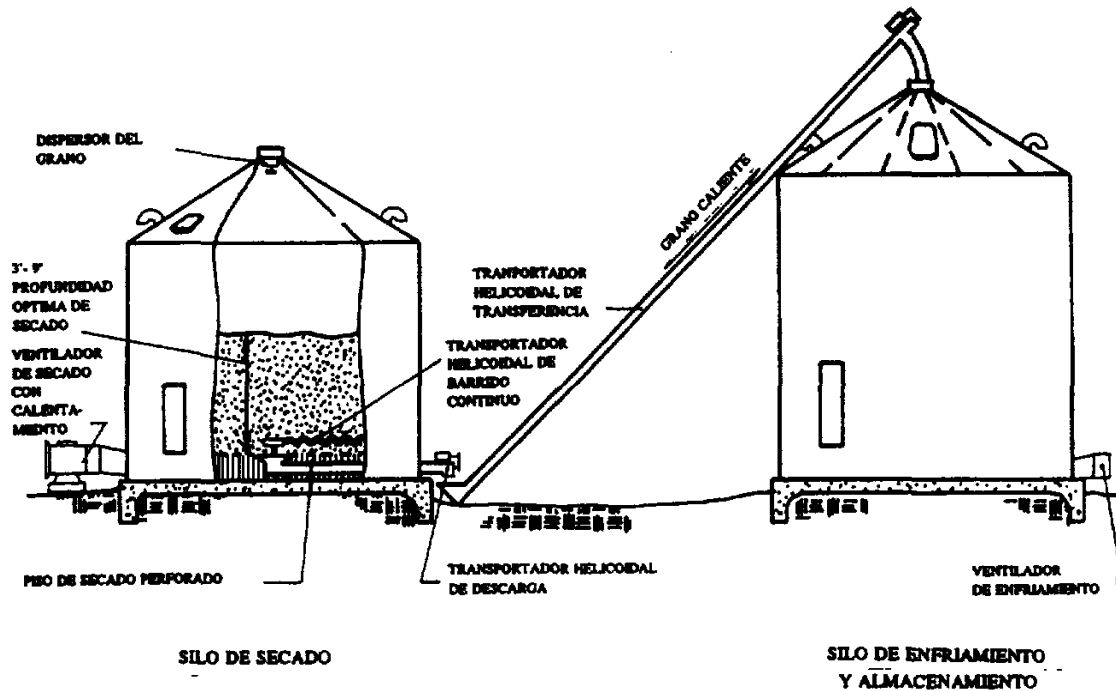 DISPERSOR DEL
GRANO
3'- 9'
PROFUNDIDAD
OPTIMA DE
SECADO
VENTILADOR
DE SECADO
CON
CALENTA-
MIENTO
GRANO CALIENTE
TRANPORTADOR
HELICOIDAL DE
TRANSFERENCIA
TRANSPORTADOR
HELICOIDAL DE
BARRIDO
CONTINUO
PISO DE SECADO PERFORADO
TRANSPORTADOR HELICOIDAL
DE DESCARGA
VENTILADOR
DE ENFRIAMIENTO
SILO DE SECADO
SILO DE ENFRIAMIENTO
Y ALMACENAMIENTO